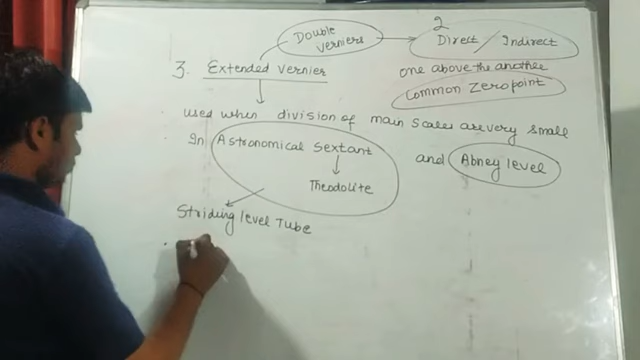 Double
verniers
2
Direct / Indirect
3. Extended vernier
one above the another
Common Zero point
used when division of main scales are very small
In Astronomical Sextant and Abney level
Theodolite
Striding level Tube